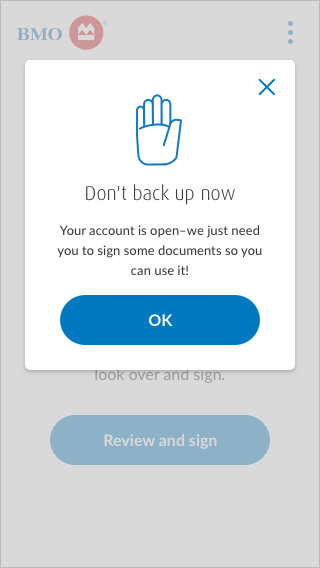 BMO
Don't back up now
Your account is open–we just need
you to sign some documents so you
can use it!
OK
look over and sign.
Review and sign